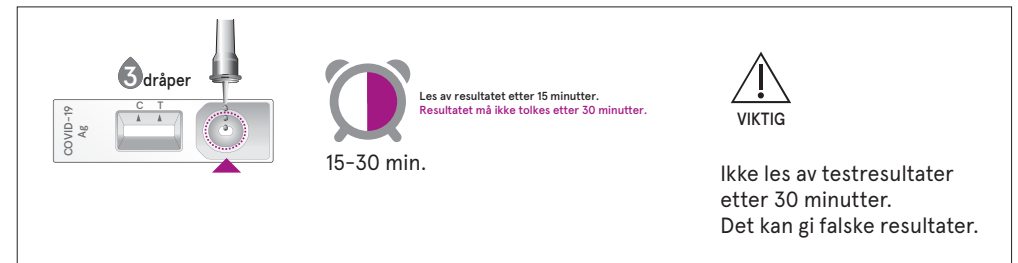 3 dråper
C T
COVID-19
Ag
Les av resultatet etter 15 minutter.
Resultatet må ikke tolkes etter 30 minutter.
15-30 min.
VIKTIG
Ikke les av testresultater
etter 30 minutter.
Det kan gi falske resultater.